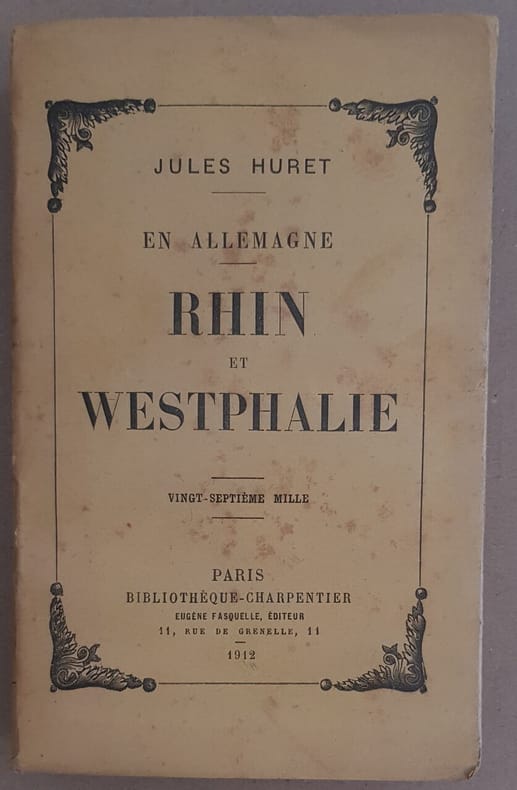 JULES HURET
EN ALLEMAGNE
RHIN
ET
WESTPHALIE
VINGT-SEPTIÈME MILLE
PARIS
BIBLIOTHÈQUE-CHARPENTIER
EUGÈNE FASQUELLE, ÉDITEUR
11, RUE DE GRENELLE, 11
1912